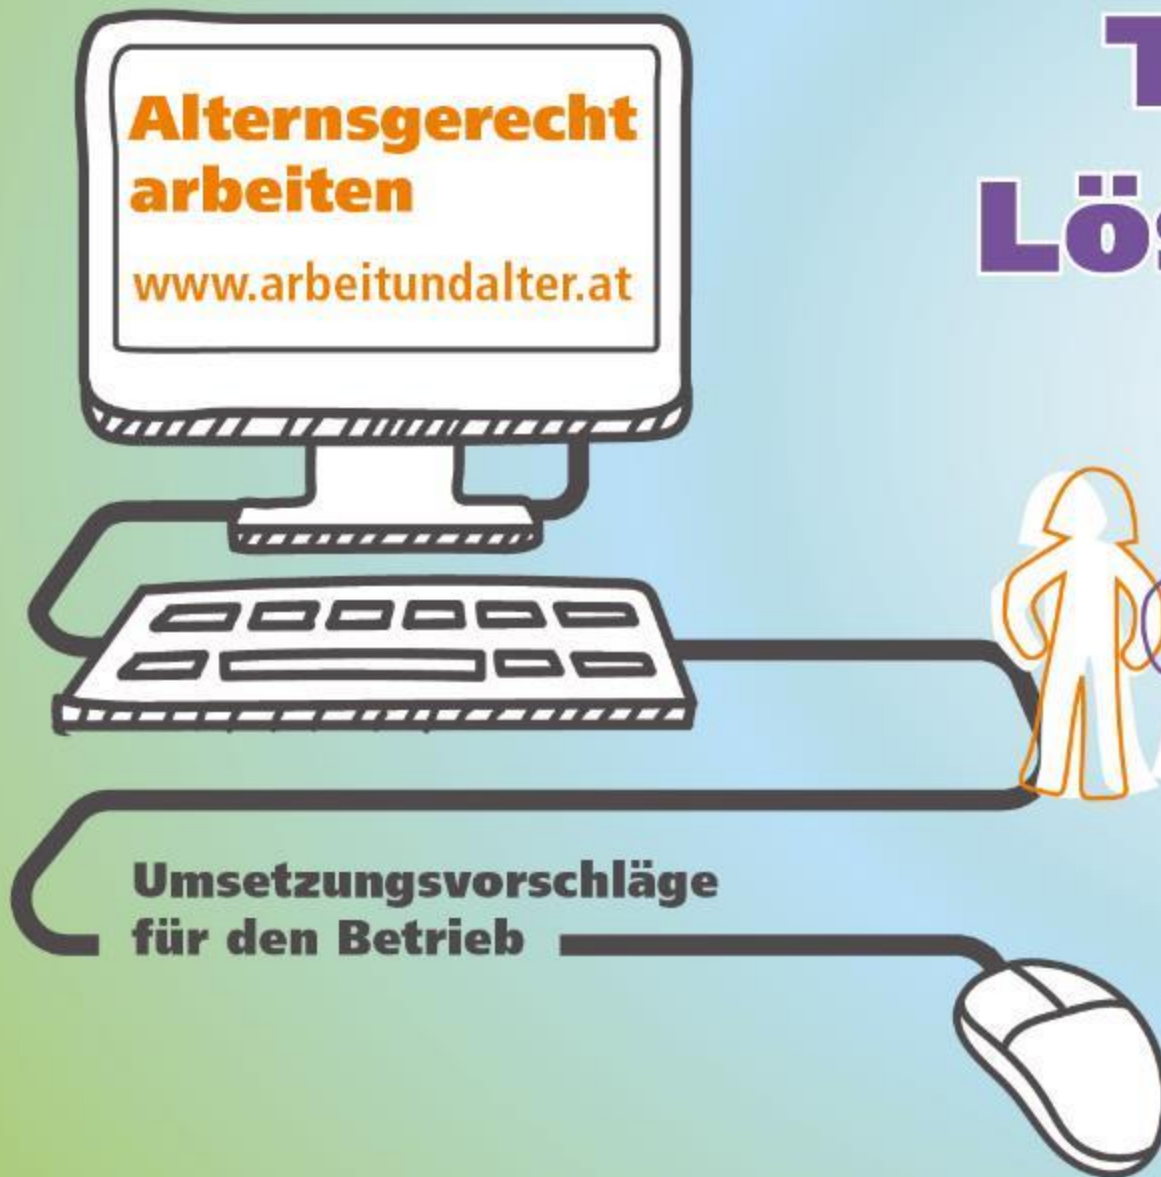 Alternsgerecht
arbeiten
www.arbeitundalter.at
Umsetzungsvorschläge
für den Betrieb